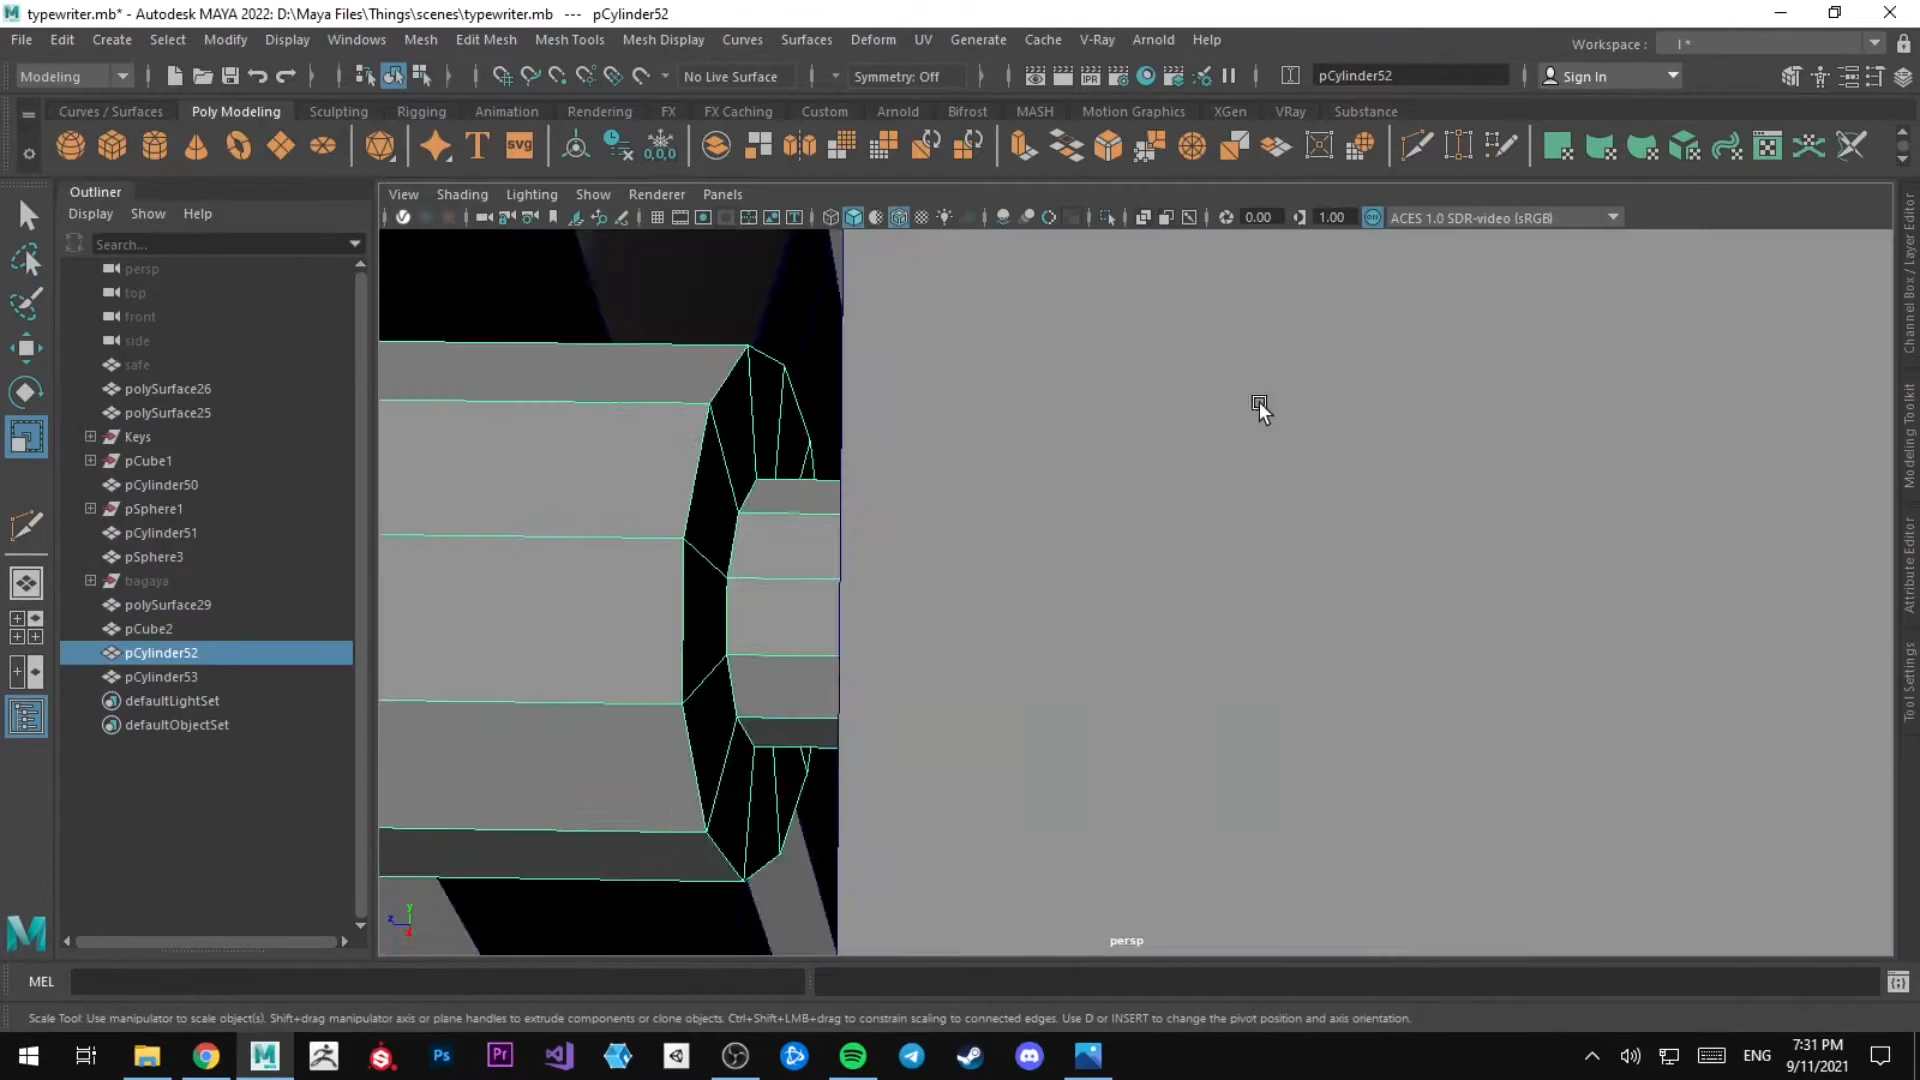 typewriter.mb* - Autodesk MAYA 2022: D:\Maya Files\Things\scenes\typewriter.mb   ---   pCylinder52
File Edit Create Select Modify Display Windows Mesh Edit Mesh Mesh Tools Mesh Display Curves Surfaces Deform UV Generate Cache V-Ray Arnold Help
Workspace : I*
Modeling
No Live Surface
Symmetry: Off
IPR
pCylinder52
Sign In
Curves / Surfaces Poly Modeling Sculpting Rigging Animation Rendering FX FX Caching Custom Arnold Bifrost MASH Motion Graphics XGen VRay Substance
T
SVG
0,0,0
Outliner
Display Show Help
Search...
persp
top
front
side
safe
polySurface26
polySurface25
Keys
pCube1
pCylinder50
pSphere1
pCylinder51
pSphere3
bagaya
polySurface29
pCube2
pCylinder52
pCylinder53
defaultLightSet
defaultObjectSet
View Shading Lighting Show Renderer Panels
0.00
1.00
ON
ACES 1.0 SDR-video (sRGB)
y
z
x
persp
Channel Box / Layer Editor
Modeling Toolkit
Attribute Editor
Tool Settings
MEL
Scale Tool: Use manipulator to scale object(s). Shift+drag manipulator axis or plane handles to extrude components or clone objects. Ctrl+Shift+LMB+drag to constrain scaling to connected edges. Use D or INSERT to change the pivot position and axis orientation.
Ps
Pr
ENG
7:31 PM
9/11/2021